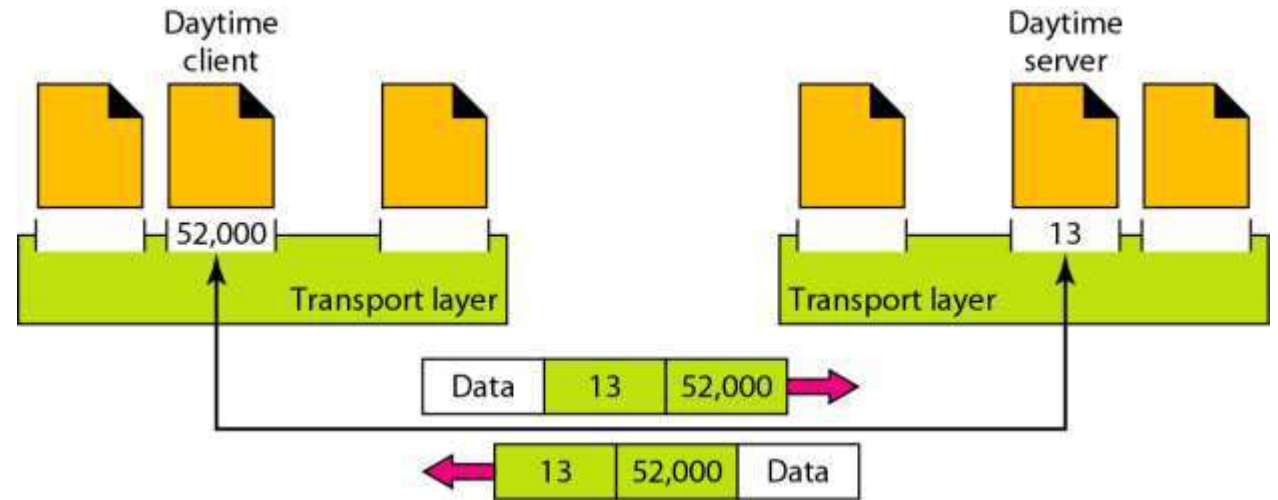 Daytime
client
Daytime
server
52,000
13
Transport layer
Transport layer
Data 13 52,000
13 52,000 Data